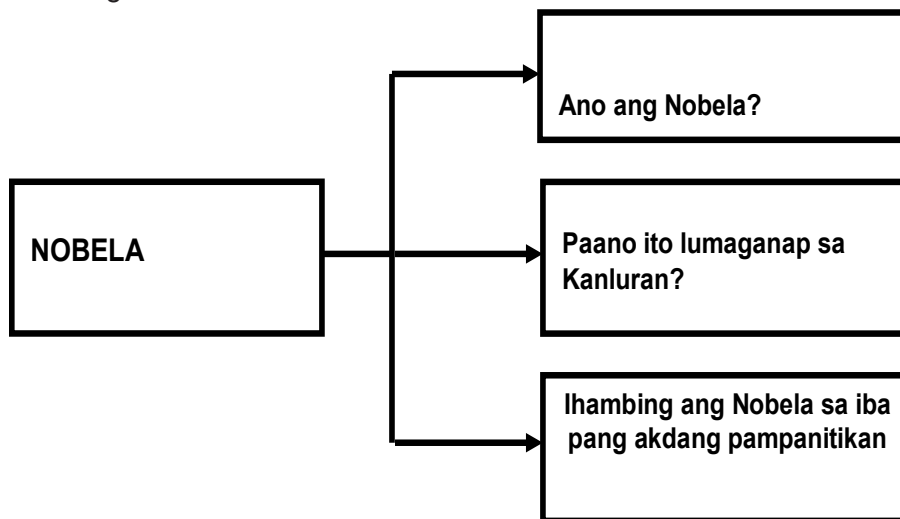 Ano ang Nobela?
NOBELA
Paano ito lumaganap sa
Kanluran?
Ihambing ang Nobela sa iba
pang akdang pampanitikan